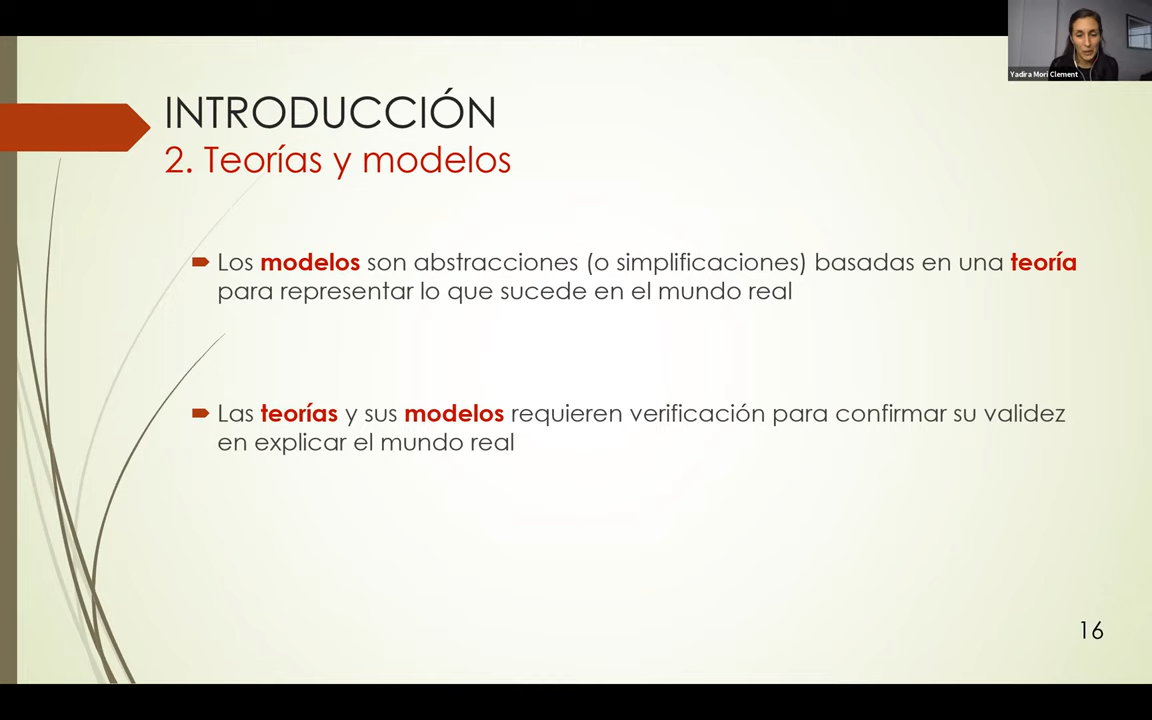 Yadira Mori Clement
INTRODUCCIÓN
2. Teorías y modelos
Los modelos son abstracciones (o simplificaciones) basadas en una teoría
para representar lo que sucede en el mundo real
Las teorías y sus modelos requieren verificación para confirmar su validez
en explicar el mundo real
16